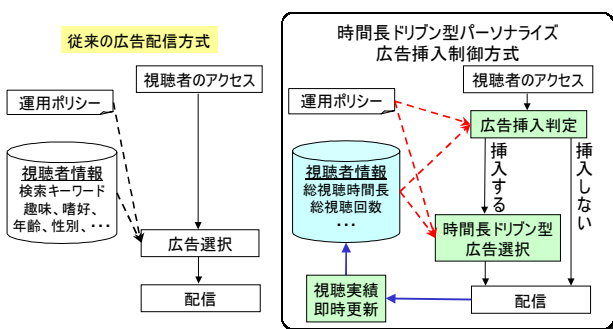 従来の広告配信方式
視聴者のアクセス
運用ポリシー
視聴者情報
検索キーワード
趣味、嗜好、
年齢、性別、・・・
広告選択
配信
時間長ドリブン型パーソナライズ
広告挿入制御方式
視聴者のアクセス
運用ポリシー
広告挿入判定
視聴者情報
総視聴時間長
総視聴回数
・・・
挿入する
挿入しない
時間長ドリブン型
広告選択
視聴実績
即時更新
配信